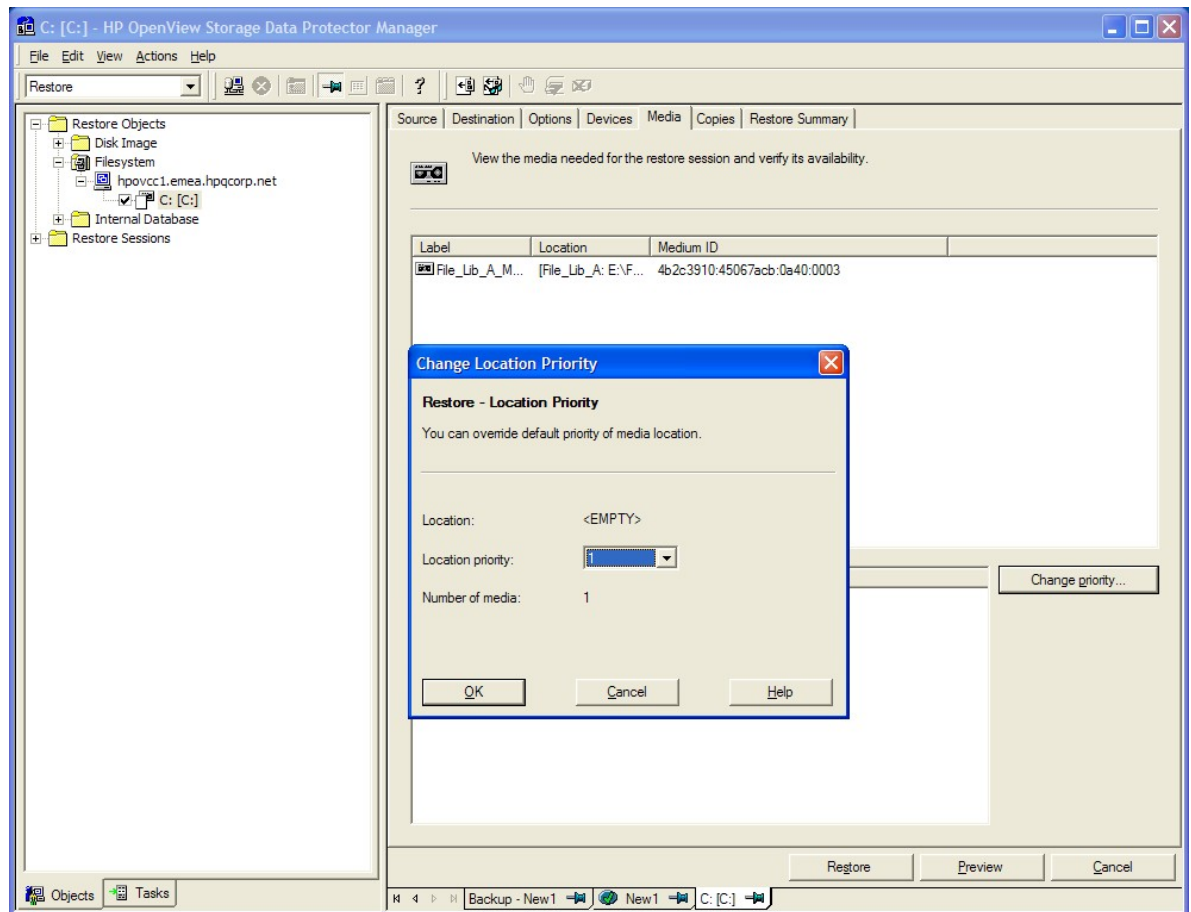 C: [C:] - HP OpenView Storage Data Protector Manager
File Edit View Actions Help
Restore
Restore Objects
Disk Image
Filesystem
hpovcc1.emea.hpqcorp.net
C: [C:]
Internal Database
Restore Sessions
Source Destination Options Devices Media Copies Restore Summary
View the media needed for the restore session and verify its availability.
Label Location Medium ID
File_Lib_A_M... [File_Lib_A: E:\F... 4b2c3910:45067acb:0a40:0003
Change Location Priority
Restore - Location Priority
You can override default priority of media location.
Location: <EMPTY>
Location priority: 1
Number of media: 1
OK Cancel Help
Change priority...
Restore Preview Cancel
Objects Tasks
Backup - New1 New1 C: [C:]